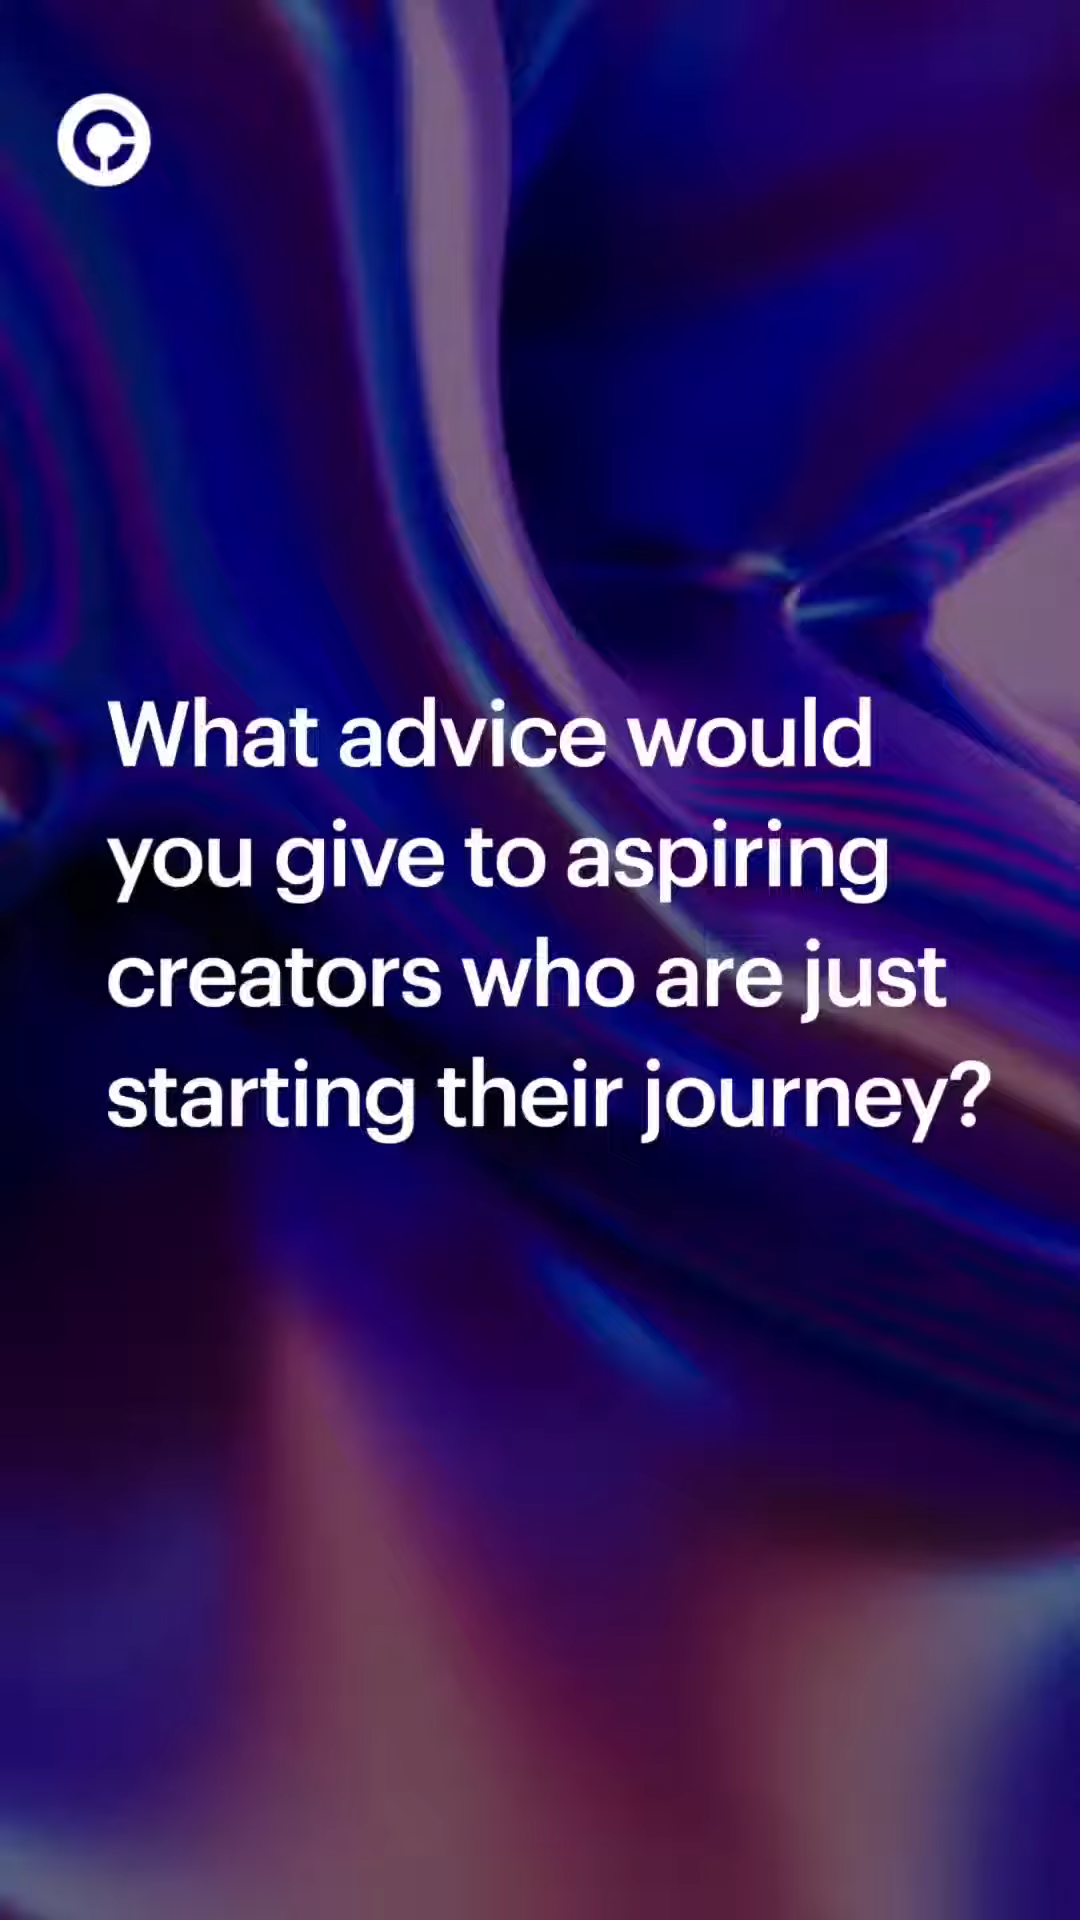 What advice would
you give to aspiring
creators who are just
starting their journey?